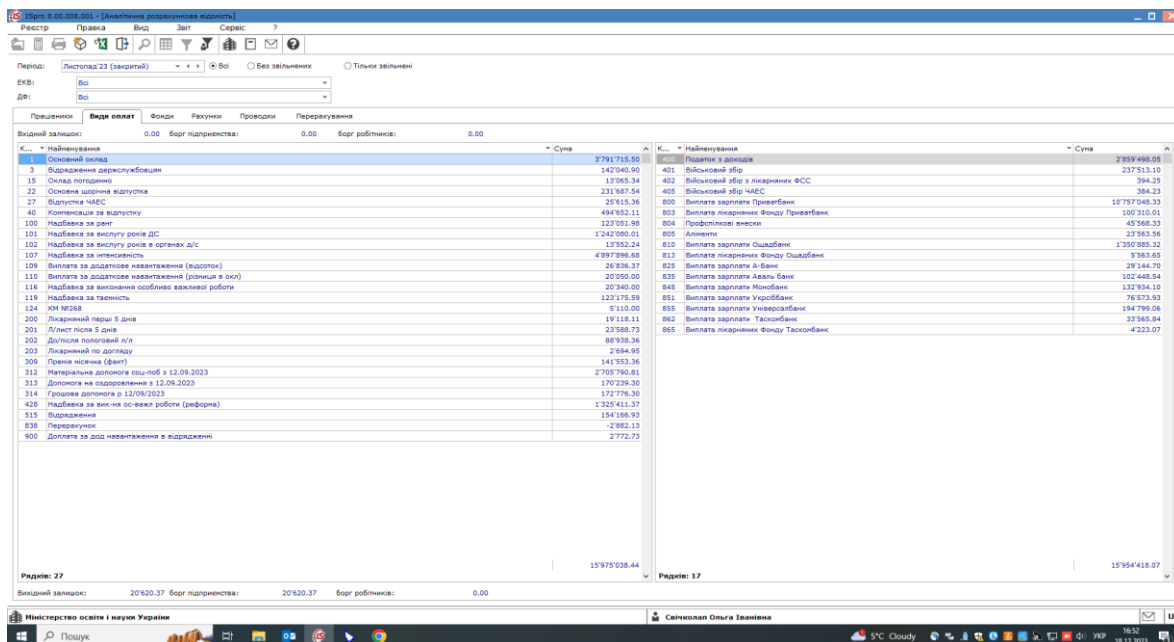 ISpro 8.00.008.001 - [Аналітична розрахункова відомість]
Реєстр Правка Вид Звіт Сервіс ?
Період: Листопад'23 (закритий) Всі Без звільнених Тільки звільнені
ЕКВ: Всі
ДФ: Всі
Працівники Види оплат Фонди Рахунки Проводки Перерахування
Вхідний залишок: 0.00 борг підприємства: 0.00 борг робітників: 0.00
К... Найменування Сума
1 Основний оклад 3'791'715.50
3 Відрядження держслужбовцям 142'040.90
15 Оклад погодинно 13'065.34
22 Основна щорічна відпустка 231'687.54
27 Відпустка ЧАЕС 25'615.36
40 Компенсація за відпустку 494'652.11
100 Надбавка за ранг 123'051.98
101 Надбавка за вислугу років ДС 1'242'080.01
102 Надбавка за вислугу років в органах д/с 13'552.24
107 Надбавка за інтенсивність 4'897'896.68
109 Виплата за додаткове навантаження (відсоток) 26'836.37
110 Виплата за додаткове навантаження (різниця в окл) 20'050.00
116 Надбавка за виконання особливо важливої роботи 20'340.00
119 Надбавка за таємність 123'175.59
124 КМ №268 5'110.00
200 Лікарняний перші 5 днів 19'118.11
201 Л/лист після 5 днів 23'588.73
202 До/після пологовий л/л 88'938.36
203 Лікарняний по догляду 2'694.95
309 Премія місячна (факт) 141'553.36
312 Матеріальна допомога соц-поб з 12.09.2023 2'705'790.81
313 Допомога на оздоровлення з 12.09.2023 170'239.30
314 Грошова допомога р 12/09/2023 172'776.30
428 Надбавка за вик-ня ос-важл роботи (реформа) 1'325'411.37
515 Відрядження 154'166.93
838 Перерахунок -2'882.13
900 Доплата за дод навантаження в відрядженні 2'772.73
15'975'038.44
Рядків: 27
К... Найменування Сума
400 Податок з доходів 2'859'498.05
401 Військовий збір 237'513.10
402 Військовий збір з лікарняних ФСС 394.25
405 Військовий збір ЧАЕС 384.23
800 Виплата зарплати Приватбанк 10'757'048.33
803 Виплата лікарняних Фонду Приватбанк 100'310.01
804 Профспілкові внески 45'568.33
805 Аліменти 23'563.56
810 Виплата зарплати Ощадбанк 1'350'885.32
813 Виплата лікарняних Фонду Ощадбанк 5'563.65
825 Виплата зарплати А-Банк 29'144.70
835 Виплата зарплати Аваль банк 102'448.54
845 Виплата зарплати Монобанк 132'934.10
851 Виплата зарплати Укроббанк 76'573.93
855 Виплата зарплати Універсалбанк 194'799.06
862 Виплата зарплати Таскомбанк 33'565.84
865 Виплата лікарняних Фонду Таскомбанк 4'223.07
15'954'418.07
Рядків: 17
Вихідний залишок: 20'620.37 борг підприємства: 20'620.37 борг робітників: 0.00
Міністерство освіти і науки України Свічколап Ольга Іванівна
Пошук 5°C Cloudy УКР 16:52
18.12.2023